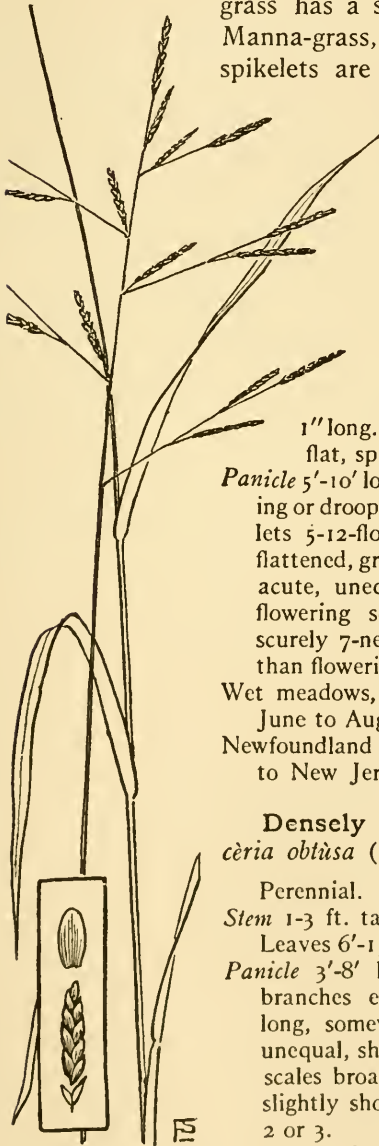 grass has a s
Manna-grass,
spikelets are
1″ long.
flat, sp
Panicle 5′-10′ lo
ing or droop
lets 5-12-flo
flattened, gr
acute, uneq
flowering s
scurely 7-ne
than floweri
Wet meadows,
June to Aug
Newfoundland
to New Jer
Densely
cèria obtùsa (
Perennial.
Stem 1-3 ft. ta
Leaves 6′-1
Panicle 3′-8′ l
branches e
long, somew
unequal, sh
scales broa
slightly sho
2 or 3.